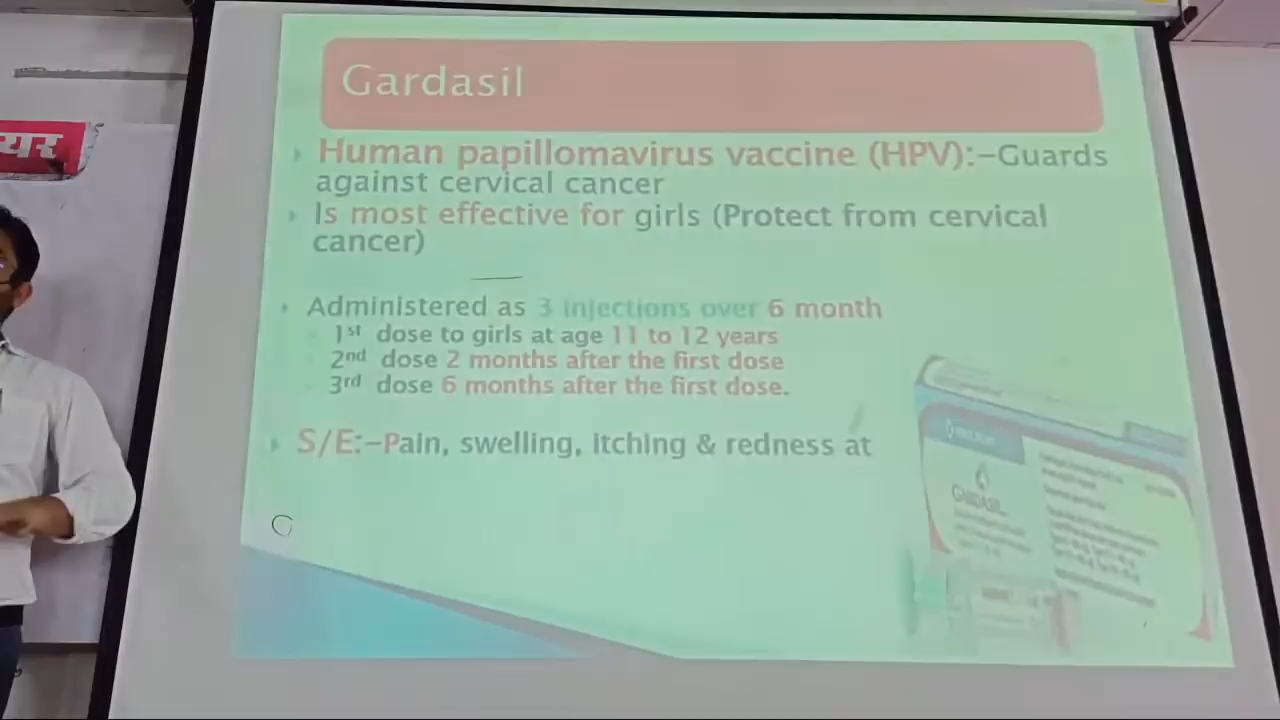 यर
Gardasil
Human papillomavirus vaccine (HPV):-Guards
against cervical cancer
Is most effective for girls (Protect from cervical
cancer)
Administered as 3 injections over 6 month
1st dose to girls at age 11 to 12 years
2nd dose 2 months after the first dose
3rd dose 6 months after the first dose.
S/E:-Pain, swelling, itching & redness at
GARDASIL